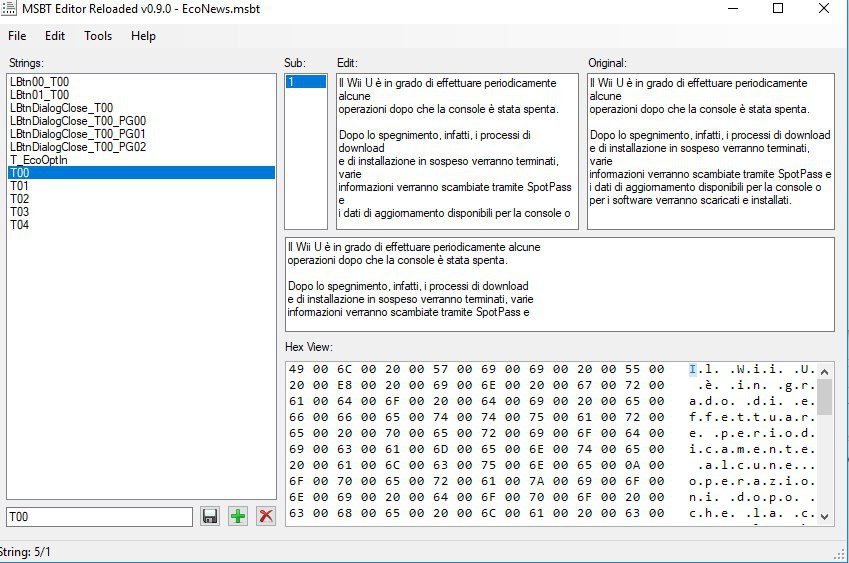 MSBT Editor Reloaded v0.9.0 - EcoNews.msbt
File Edit Tools Help
Strings:
LBtn00_T00
LBtn01_T00
LBtnDialogClose_T00
LBtnDialogClose_T00_PG00
LBtnDialogClose_T00_PG01
LBtnDialogClose_T00_PG02
T_EcoOptIn
T00
T01
T02
T03
T04
T00
Sub:
1
Edit:
Il Wii U è in grado di effettuare periodicamente
alcune
operazioni dopo che la console è stata spenta.
Dopo lo spegnimento, infatti, i processi di
download
e di installazione in sospeso verranno terminati,
varie
informazioni verranno scambiate tramite SpotPass
e
i dati di aggiornamento disponibili per la console o
Original:
Il Wii U è in grado di effettuare periodicamente
alcune
operazioni dopo che la console è stata spenta.
Dopo lo spegnimento, infatti, i processi di download
e di installazione in sospeso verranno terminati,
varie
informazioni verranno scambiate tramite SpotPass e
i dati di aggiornamento disponibili per la console o
per i software verranno scaricati e installati.
Il Wii U è in grado di effettuare periodicamente alcune
operazioni dopo che la console è stata spenta.
Dopo lo spegnimento, infatti, i processi di download
e di installazione in sospeso verranno terminati, varie
informazioni verranno scambiate tramite SpotPass e
Hex View:
49 00 6C 00 20 00 57 00 69 00 69 00 20 00 55 00 I.l. .W.i.i. .U.
20 00 E8 00 20 00 69 00 6E 00 20 00 67 00 72 00 .è. .i.n. .g.r.
61 00 64 00 6F 00 20 00 64 00 69 00 20 00 65 00 a.d.o. .d.i. .e.
66 00 66 00 65 00 74 00 74 00 75 00 61 00 72 00 f.f.e.t.t.u.a.r.
65 00 20 00 70 00 65 00 72 00 69 00 6F 00 64 00 e. .p.e.r.i.o.d.
69 00 63 00 61 00 6D 00 65 00 6E 00 74 00 65 00 i.c.a.m.e.n.t.e.
20 00 61 00 6C 00 63 00 75 00 6E 00 65 00 0A 00 .a.l.c.u.n.e...
6F 00 70 00 65 00 72 00 61 00 7A 00 69 00 6F 00 o.p.e.r.a.z.i.o.
6E 00 69 00 20 00 64 00 6F 00 70 00 6F 00 20 00 n.i. .d.o.p.o. .
63 00 68 00 65 00 20 00 6C 00 61 00 20 00 63 00 c.h.e. .l.a. .c.
String: 5/1